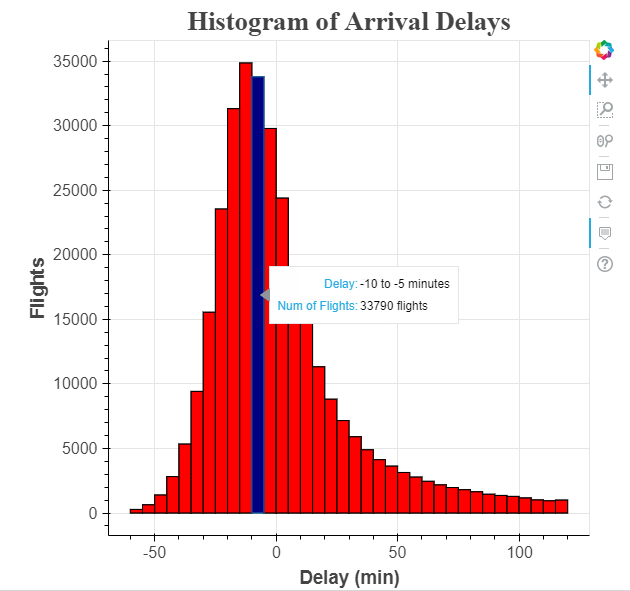 Histogram of Arrival Delays
Flights
35000
30000
25000
20000
15000
10000
5000
0
Delay: -10 to -5 minutes
Num of Flights: 33790 flights
-50 0 50 100
Delay (min)